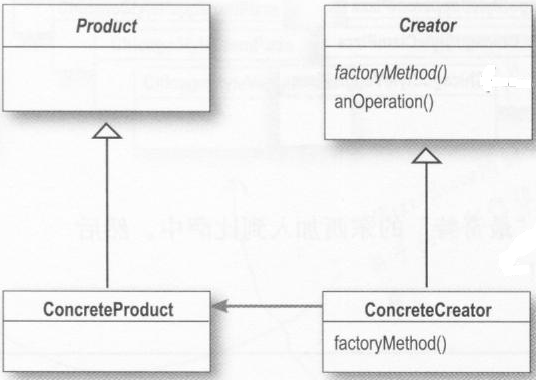 Product
Creator
factoryMethod()
anOperation()
ConcreteProduct
ConcreteCreator
factoryMethod()